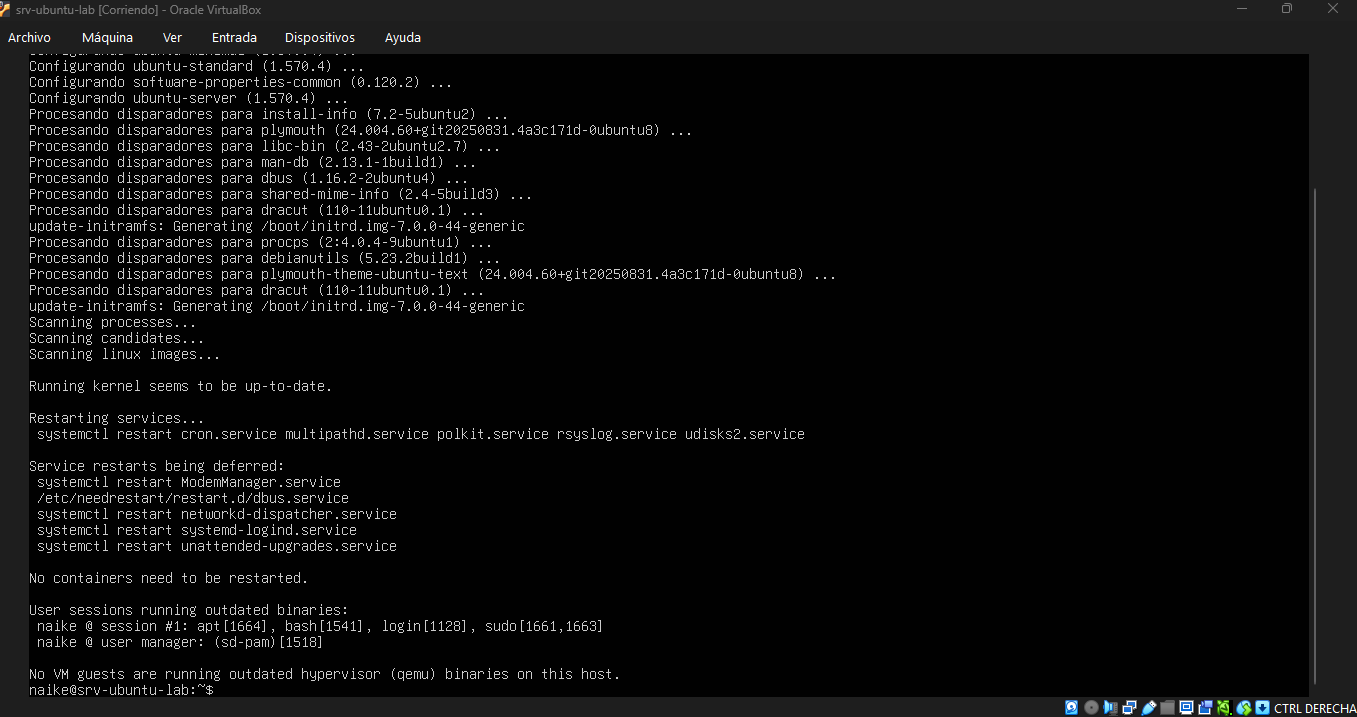 srv-ubuntu-lab [Corriendo] - Oracle VirtualBox
Archivo Máquina Ver Entrada Dispositivos Ayuda
Configurando ubuntu-standard (1.570.4) ...
Configurando software-properties-common (0.120.2) ...
Configurando ubuntu-server (1.570.4) ...
Procesando disparadores para install-info (7.2-5ubuntu2) ...
Procesando disparadores para plymouth (24.004.60+git20250831.4a3c171d-0ubuntu8) ...
Procesando disparadores para libc-bin (2.43-2ubuntu2.7) ...
Procesando disparadores para man-db (2.13.1-1build1) ...
Procesando disparadores para dbus (1.16.2-2ubuntu4) ...
Procesando disparadores para shared-mime-info (2.4-5build3) ...
Procesando disparadores para dracut (110-11ubuntu0.1) ...
update-initramfs: Generating /boot/initrd.img-7.0.0-44-generic
Procesando disparadores para procps (2:4.0.4-9ubuntu1) ...
Procesando disparadores para debianutils (5.23.2build1) ...
Procesando disparadores para plymouth-theme-ubuntu-text (24.004.60+git20250831.4a3c171d-0ubuntu8) ...
Procesando disparadores para dracut (110-11ubuntu0.1) ...
update-initramfs: Generating /boot/initrd.img-7.0.0-44-generic
Scanning processes...
Scanning candidates...
Scanning linux images...
Running kernel seems to be up-to-date.
Restarting services...
systemctl restart cron.service multipathd.service polkit.service rsyslog.service udisks2.service
Service restarts being deferred:
systemctl restart ModemManager.service
/etc/needrestart/restart.d/dbus.service
systemctl restart networkd-dispatcher.service
systemctl restart systemd-logind.service
systemctl restart unattended-upgrades.service
No containers need to be restarted.
User sessions running outdated binaries:
naike @ session #1: apt[1664], bash[1541], login[1128], sudo[1661,1663]
naike @ user manager: (sd-pam)[1518]
No VM guests are running outdated hypervisor (qemu) binaries on this host.
naike@srv-ubuntu-lab:~$
CTRL DERECHA